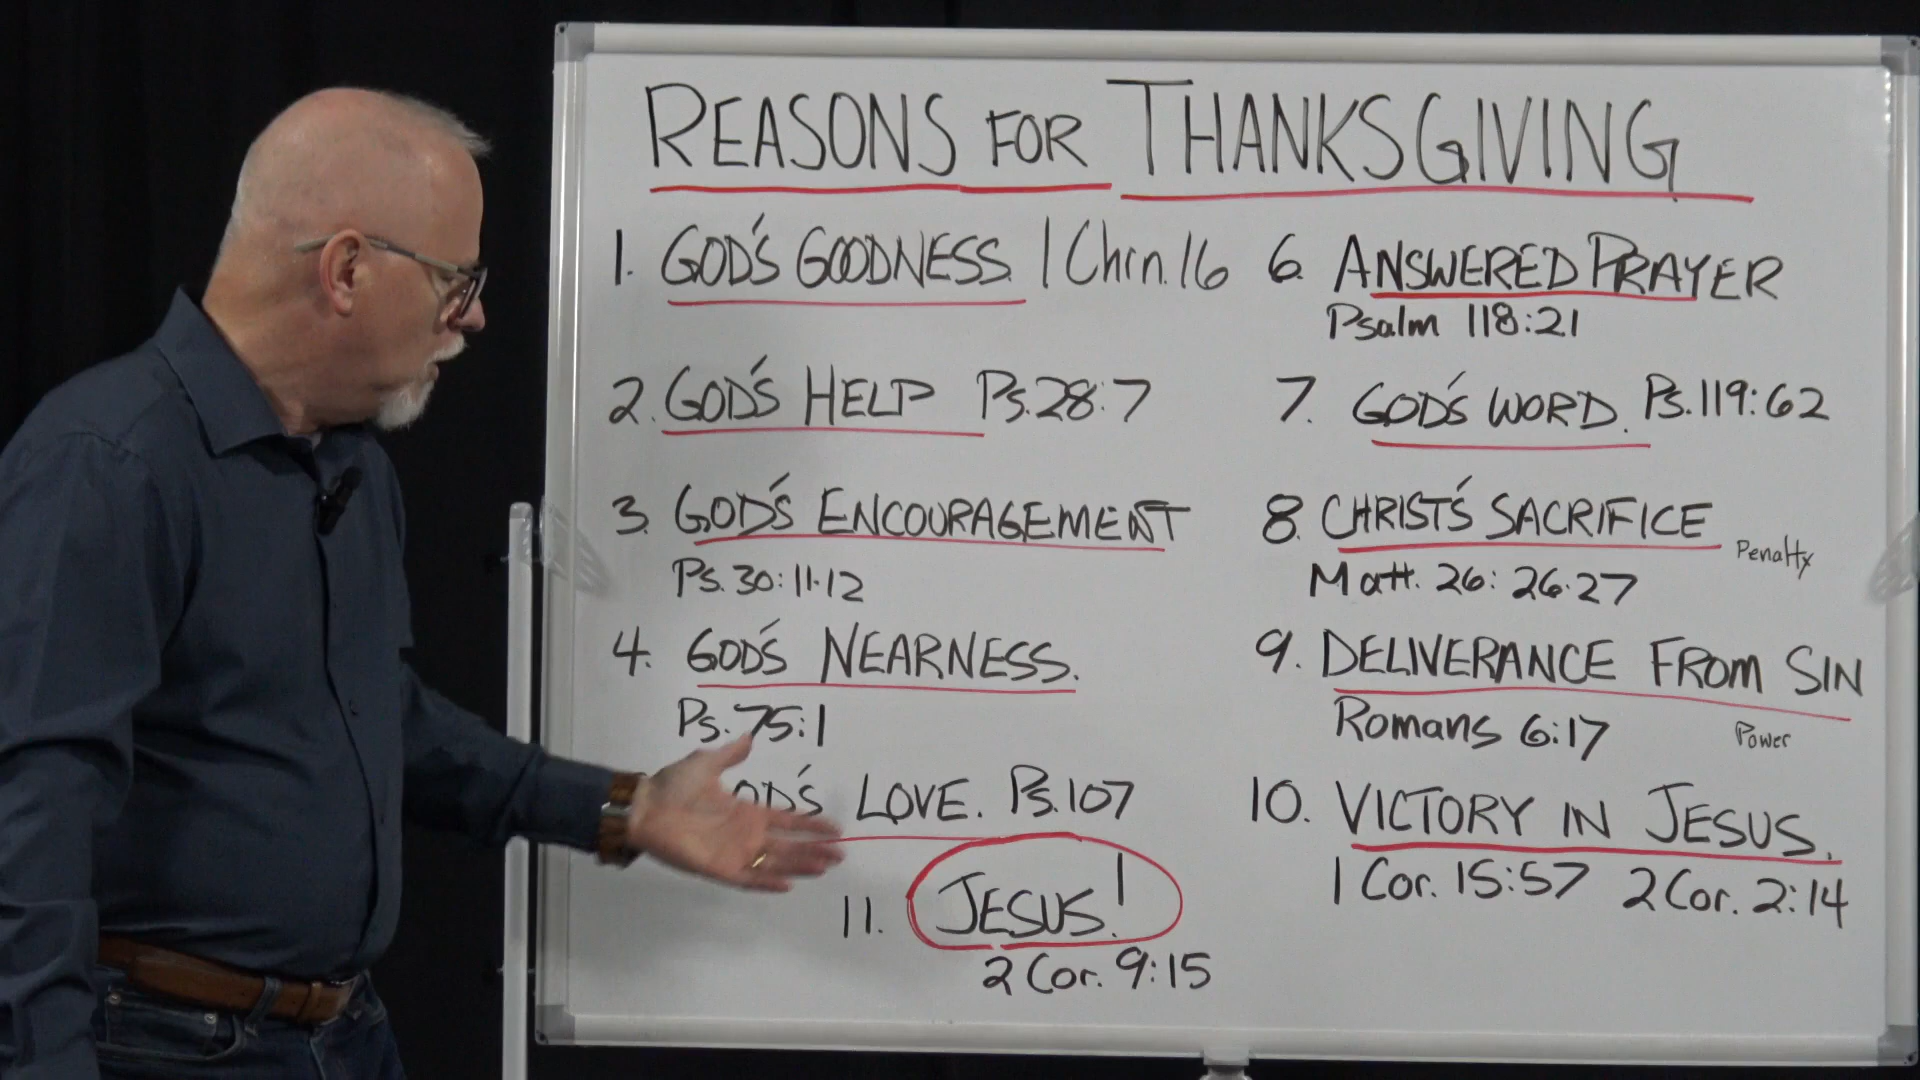 REASONS FOR THANKSGIVING
1. GOD'S GOODNESS. 1 Chrn. 16
2. GOD'S HELP Ps. 28:7
3. GOD'S ENCOURAGEMENT
Ps. 30:11-12
4. GOD'S NEARNESS.
Ps. 75:1
LOVE. Ps. 107
6. ANSWERED PRAYER
Psalm 118:21
7. GOD'S WORD. Ps. 119:62
8. CHRIST'S SACRIFICE
Penalty
Matt. 26:26-27
9. DELIVERANCE FROM SIN
Romans 6:17
Power
10. VICTORY IN JESUS.
1 Cor. 15:57 2 Cor. 2:14
11. JESUS!
2 Cor. 9:15